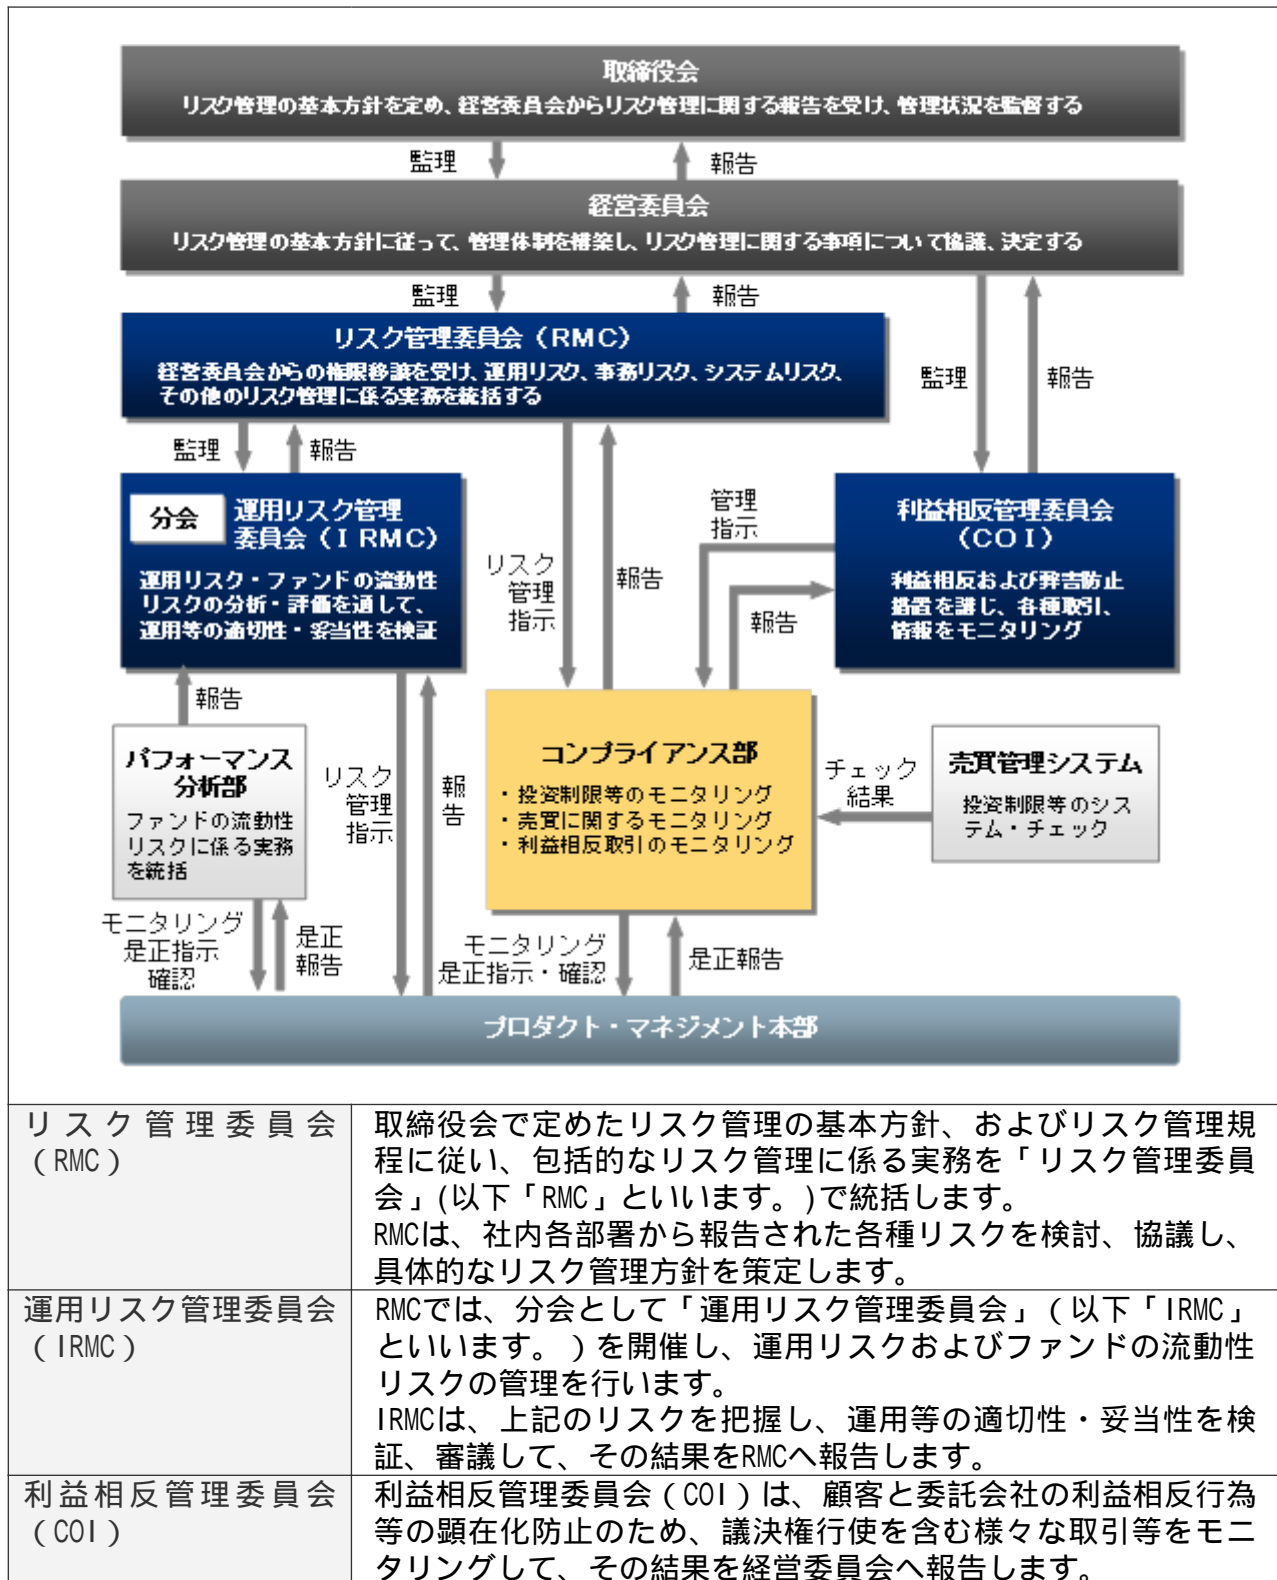 取締役会
リスク管理の基本方針を定め、経営委員会からリスク管理に関する報告を受け、管理状況を監督する
監理
報告
経営委員会
リスク管理の基本方針に従って、管理体制を構築し、リスク管理に関する事項について協議、決定する
監理
報告
リスク管理委員会（RMC）
経営委員会からの権限移譲を受け、運用リスク、事務リスク、システムリスク、
その他のリスク管理に係る実務を統括する
監理
報告
監理
報告
分会
運用リスク管理
委員会（IRMC）
運用リスク・ファンドの流動性
リスクの分析・評価を通して、
運用等の適切性・妥当性を検証
リスク
管理
指示
報告
管理
指示
報告
利益相反管理委員会
（COI）
利益相反および弊害防止
措置を講じ、各種取引、
情報をモニタリング
報告
パフォーマンス
分析部
ファンドの流動性
リスクに係る実務
を統括
リスク
管理
指示
報
告
コンプライアンス部
・投資制限等のモニタリング
・売買に関するモニタリング
・利益相反取引のモニタリング
チェック
結果
売買管理システム
投資制限等のシス
テム・チェック
モニタリング
是正指示
確認
是正
報告
モニタリング
是正指示・確認
是正報告
プロダクト・マネジメント本部
リスク管理委員会
（RMC）
取締役会で定めたリスク管理の基本方針、およびリスク管理規
程に従い、包括的なリスク管理に係る実務を「リスク管理委員
会」(以下「RMC」といいます。)で統括します。
RMCは、社内各部署から報告された各種リスクを検討、協議し、
具体的なリスク管理方針を策定します。
運用リスク管理委員会
（IRMC）
RMCでは、分会として「運用リスク管理委員会」（以下「IRMC」
といいます。）を開催し、運用リスクおよびファンドの流動性
リスクの管理を行います。
IRMCは、上記のリスクを把握し、運用等の適切性・妥当性を検
証、審議して、その結果をRMCへ報告します。
利益相反管理委員会
（COI）
利益相反管理委員会（COI）は、顧客と委託会社の利益相反行為
等の顕在化防止のため、議決権行使を含む様々な取引等をモニ
タリングして、その結果を経営委員会へ報告します。